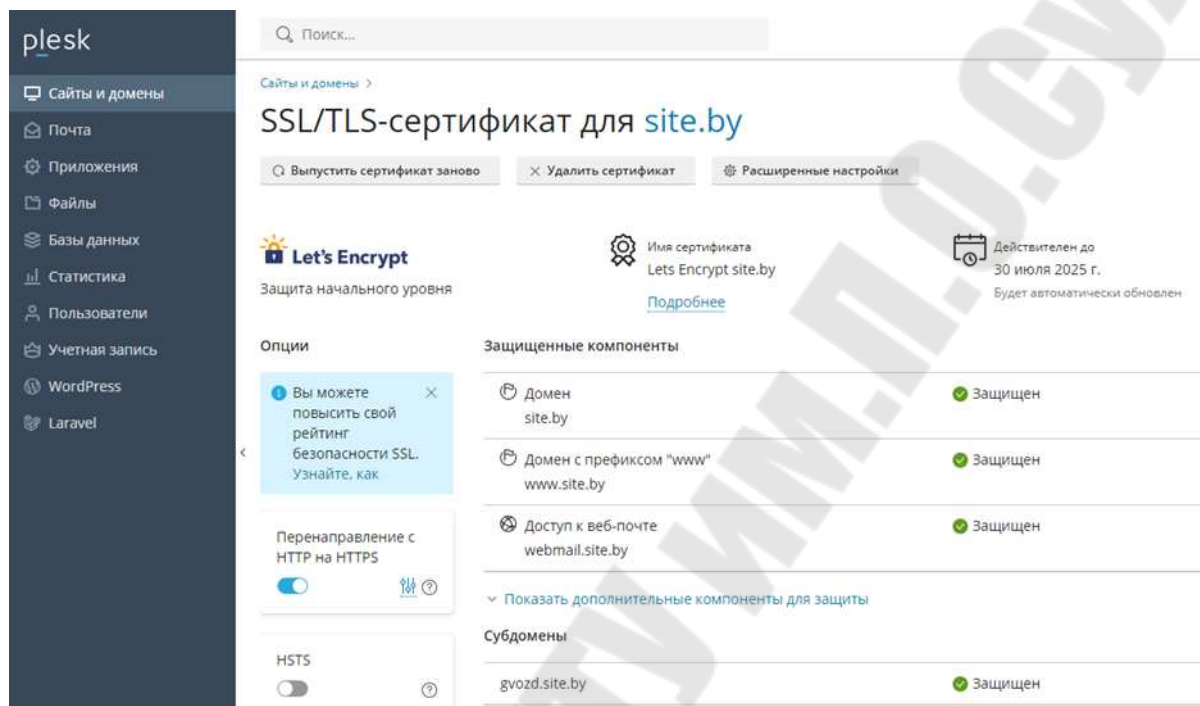 plesk
Поиск...
Сайты и домены
Почта
Приложения
Файлы
Базы данных
Статистика
Пользователи
Учетная запись
WordPress
Laravel
Сайты и домены >
SSL/TLS-сертификат для site.by
Выпустить сертификат заново
Удалить сертификат
Расширенные настройки
Let's Encrypt
Защита начального уровня
Имя сертификата
Lets Encrypt site.by
Подробнее
Действителен до
30 июля 2025 г.
Будет автоматически обновлен
Опции
Вы можете
повысить свой
рейтинг
безопасности SSL.
Узнайте, как
Перенаправление с
HTTP на HTTPS
HSTS
Защищенные компоненты
Домен
site.by
Защищен
Домен с префиксом "www"
www.site.by
Защищен
Доступ к веб-почте
webmail.site.by
Защищен
Показать дополнительные компоненты для защиты
Субдомены
gvozd.site.by
Защищен